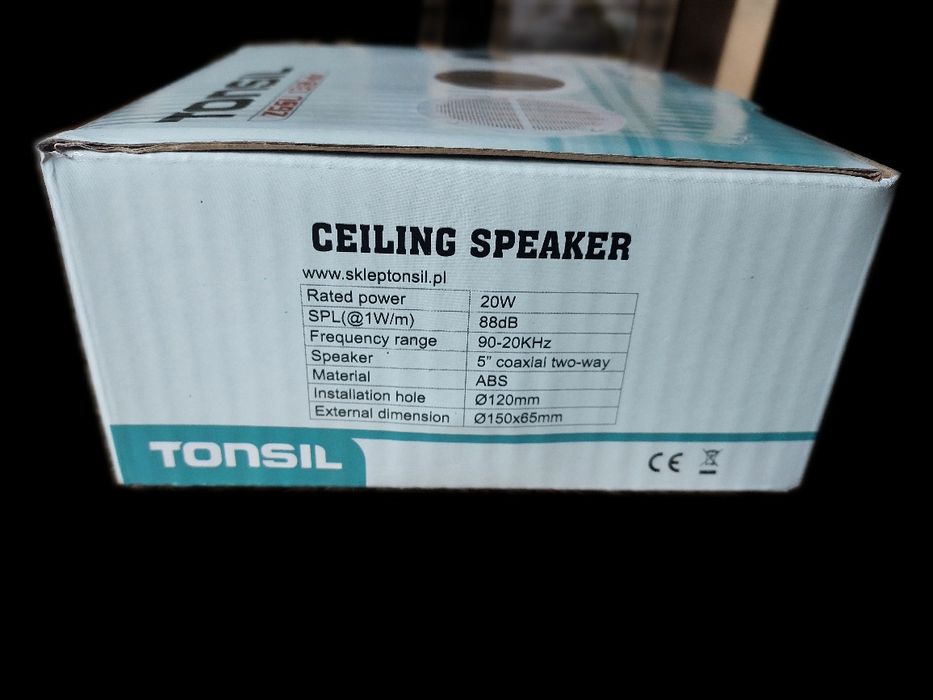 TONSIL
CEILING SPEAKER
www.skleptonsil.pl
Rated power 20W
SPL(@1W/m) 88dB
Frequency range 90-20KHz
Speaker 5" coaxial two-way
Material ABS
Installation hole Ø120mm
External dimension Ø150x65mm
TONSIL
CE